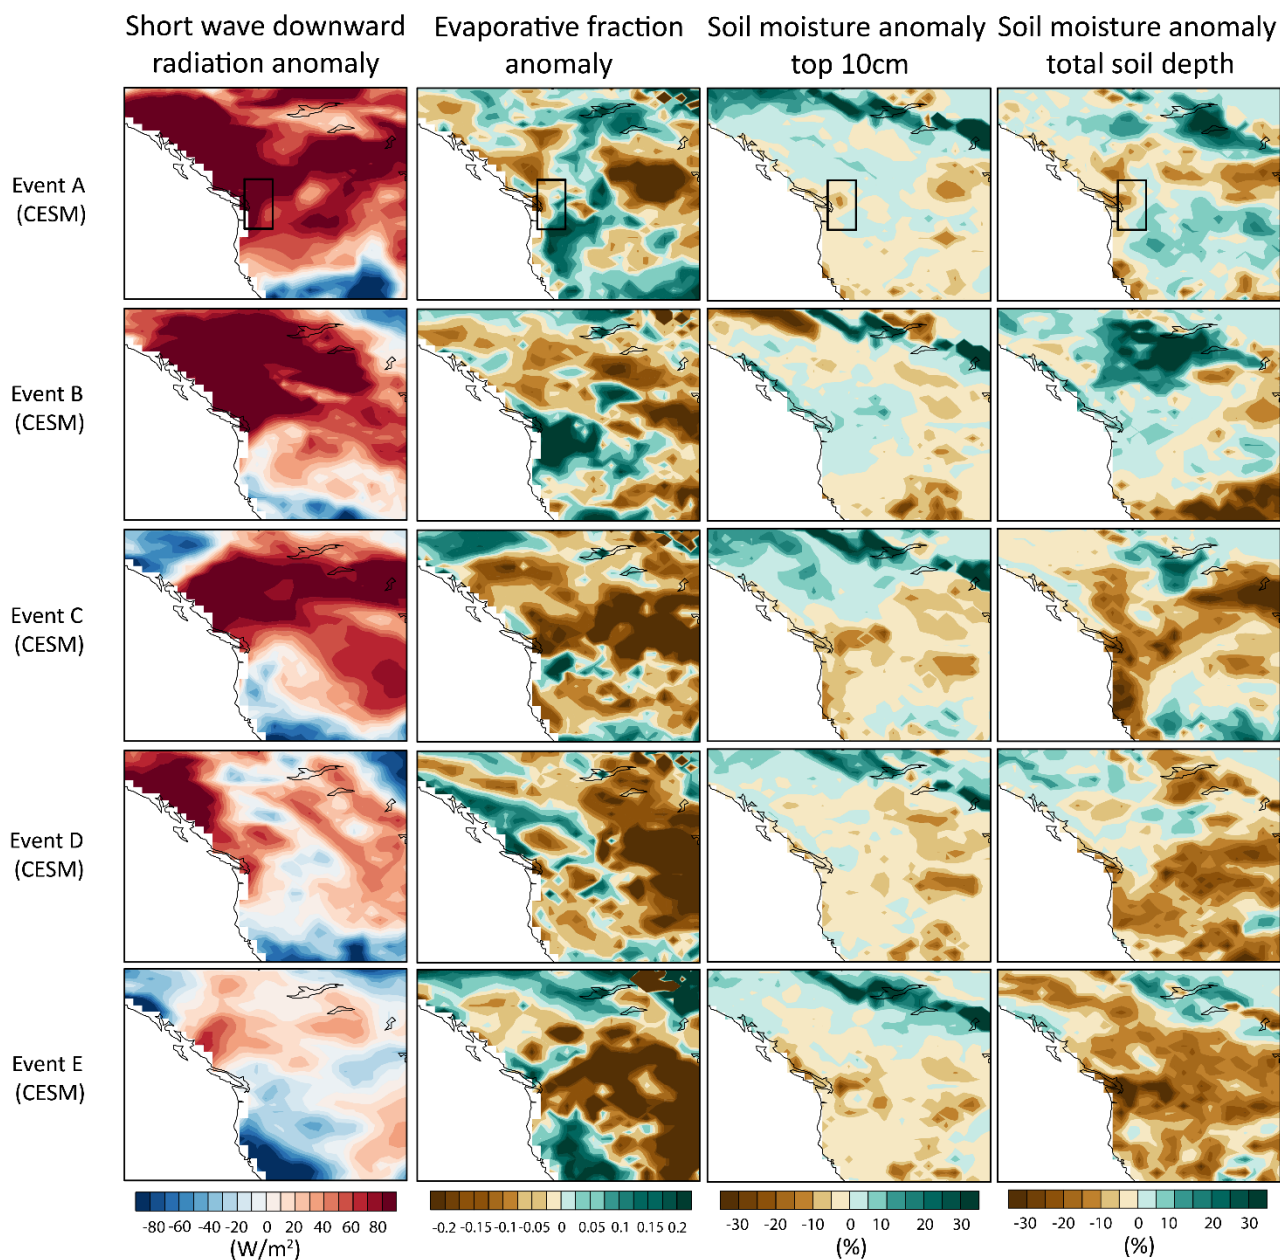 Short wave downward
radiation anomaly
Evaporative fraction
anomaly
Soil moisture anomaly
top 10cm
Soil moisture anomaly
total soil depth
Event A
(CESM)
Event B
(CESM)
Event C
(CESM)
Event D
(CESM)
Event E
(CESM)
-80 -60 -40 -20 0 20 40 60 80
(W/m²)
-0.2 -0.15 -0.1 -0.05 0 0.05 0.1 0.15 0.2
-30 -20 -10 0 10 20 30
(%)
-30 -20 -10 0 10 20 30
(%)